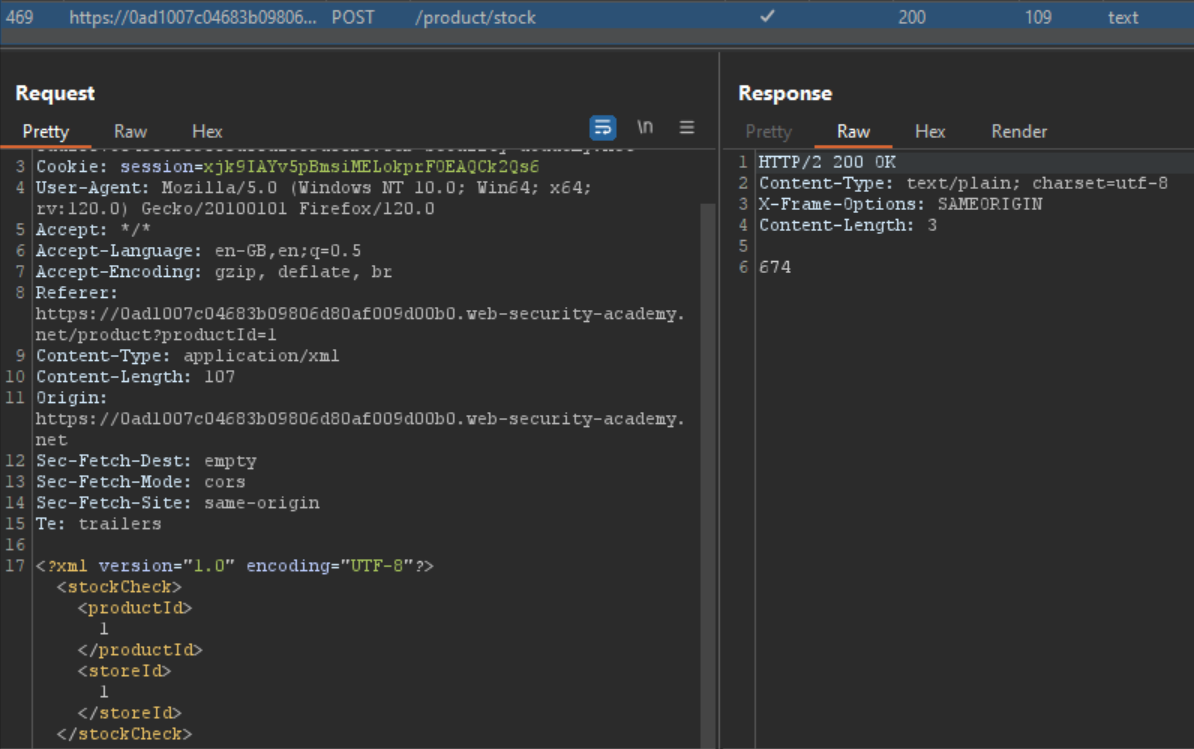 469 https://0ad1007c04683b09806... POST /product/stock ✓ 200 109 text
Request
Pretty Raw Hex
\n
3 Cookie: session=xjk9IAYv5pBmsiMELokprFOEAQCk2Qs6
4 User-Agent: Mozilla/5.0 (Windows NT 10.0; Win64; x64;
rv:120.0) Gecko/20100101 Firefox/120.0
5 Accept: */*
6 Accept-Language: en-GB,en;q=0.5
7 Accept-Encoding: gzip, deflate, br
8 Referer:
https://0ad1007c04683b09806d80af009d00b0.web-security-academy.
net/product?productId=1
9 Content-Type: application/xml
10 Content-Length: 107
11 Origin:
https://0ad1007c04683b09806d80af009d00b0.web-security-academy.
net
12 Sec-Fetch-Dest: empty
13 Sec-Fetch-Mode: cors
14 Sec-Fetch-Site: same-origin
15 Te: trailers
16
17 <?xml version="1.0" encoding="UTF-8"?>
<stockCheck>
<productId>
1
</productId>
<storeId>
1
</storeId>
</stockCheck>
Response
Pretty Raw Hex Render
1 HTTP/2 200 OK
2 Content-Type: text/plain; charset=utf-8
3 X-Frame-Options: SAMEORIGIN
4 Content-Length: 3
5
6 674